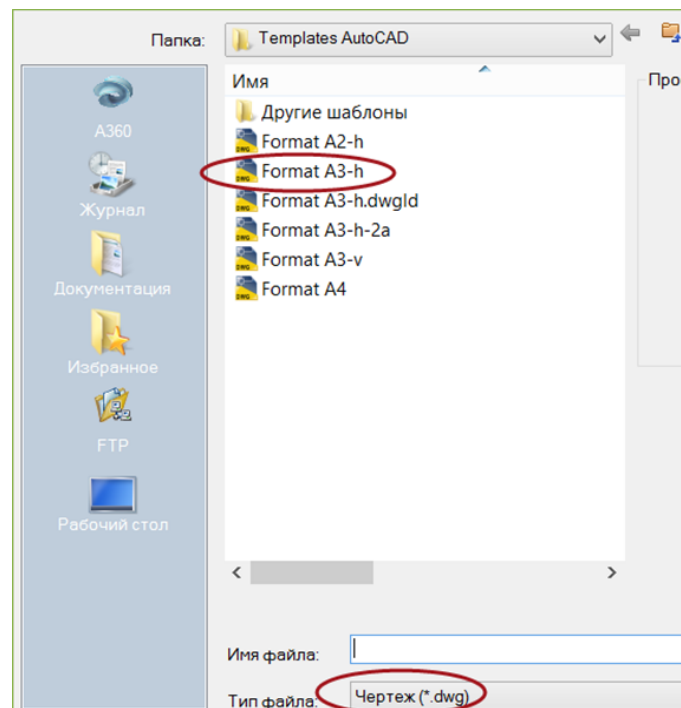 Папка:
Templates AutoCAD
Имя
Про
Другие шаблоны
Format A2-h
Format A3-h
Format A3-h.dwgld
Format A3-h-2a
Format A3-v
Format A4
A360
Журнал
Документация
Избранное
FTP
Рабочий стол
Имя файла:
Тип файла:
Чертеж (*.dwg)